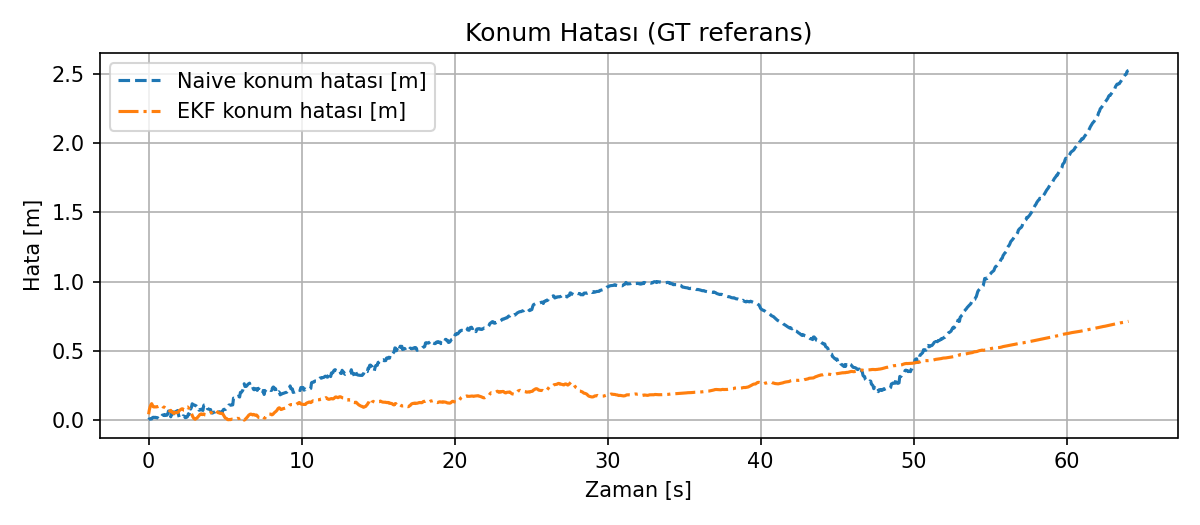 Konum Hatası (GT referans)
Naive konum hatası [m]
EKF konum hatası [m]
Hata [m]
2.5
2.0
1.5
1.0
0.5
0.0
0 10 20 30 40 50 60
Zaman [s]